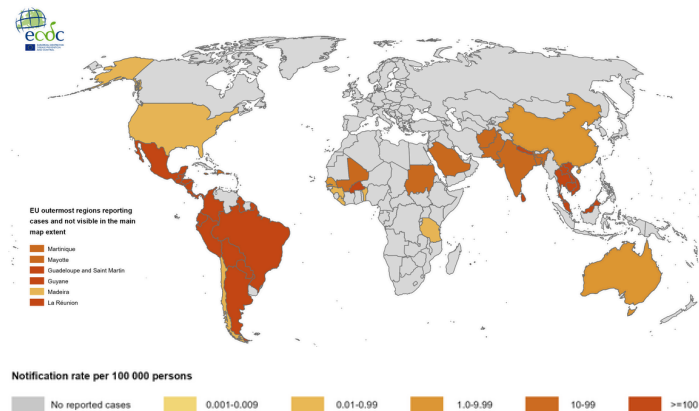 ecdc
EU outermost regions reporting
cases and not visible in the main
map extent
Martinique
Mayotte
Guadeloupe and Saint Martin
Guyane
Madeira
La Réunion
Notification rate per 100 000 persons
No reported cases
0.001-0.009
0.01-0.99
1.0-9.99
10-99
>=100